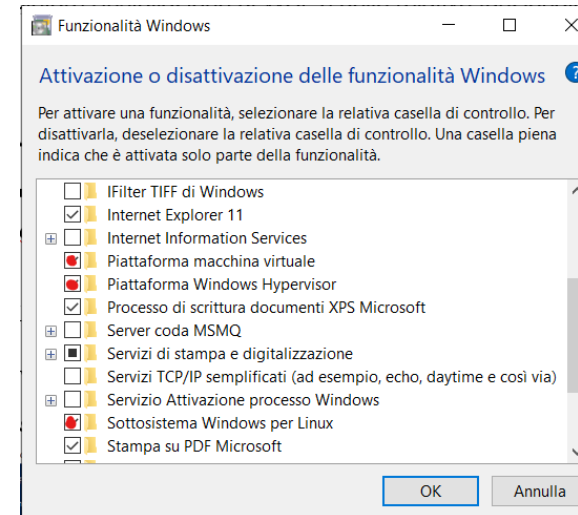 Funzionalità Windows
Attivazione o disattivazione delle funzionalità Windows
Per attivare una funzionalità, selezionare la relativa casella di controllo. Per
disattivarla, deselezionare la relativa casella di controllo. Una casella piena
indica che è attivata solo parte della funzionalità.
IFilter TIFF di Windows
Internet Explorer 11
Internet Information Services
Piattaforma macchina virtuale
Piattaforma Windows Hypervisor
Processo di scrittura documenti XPS Microsoft
Server coda MSMQ
Servizi di stampa e digitalizzazione
Servizi TCP/IP semplificati (ad esempio, echo, daytime e così via)
Servizio Attivazione processo Windows
Sottosistema Windows per Linux
Stampa su PDF Microsoft
OK Annulla